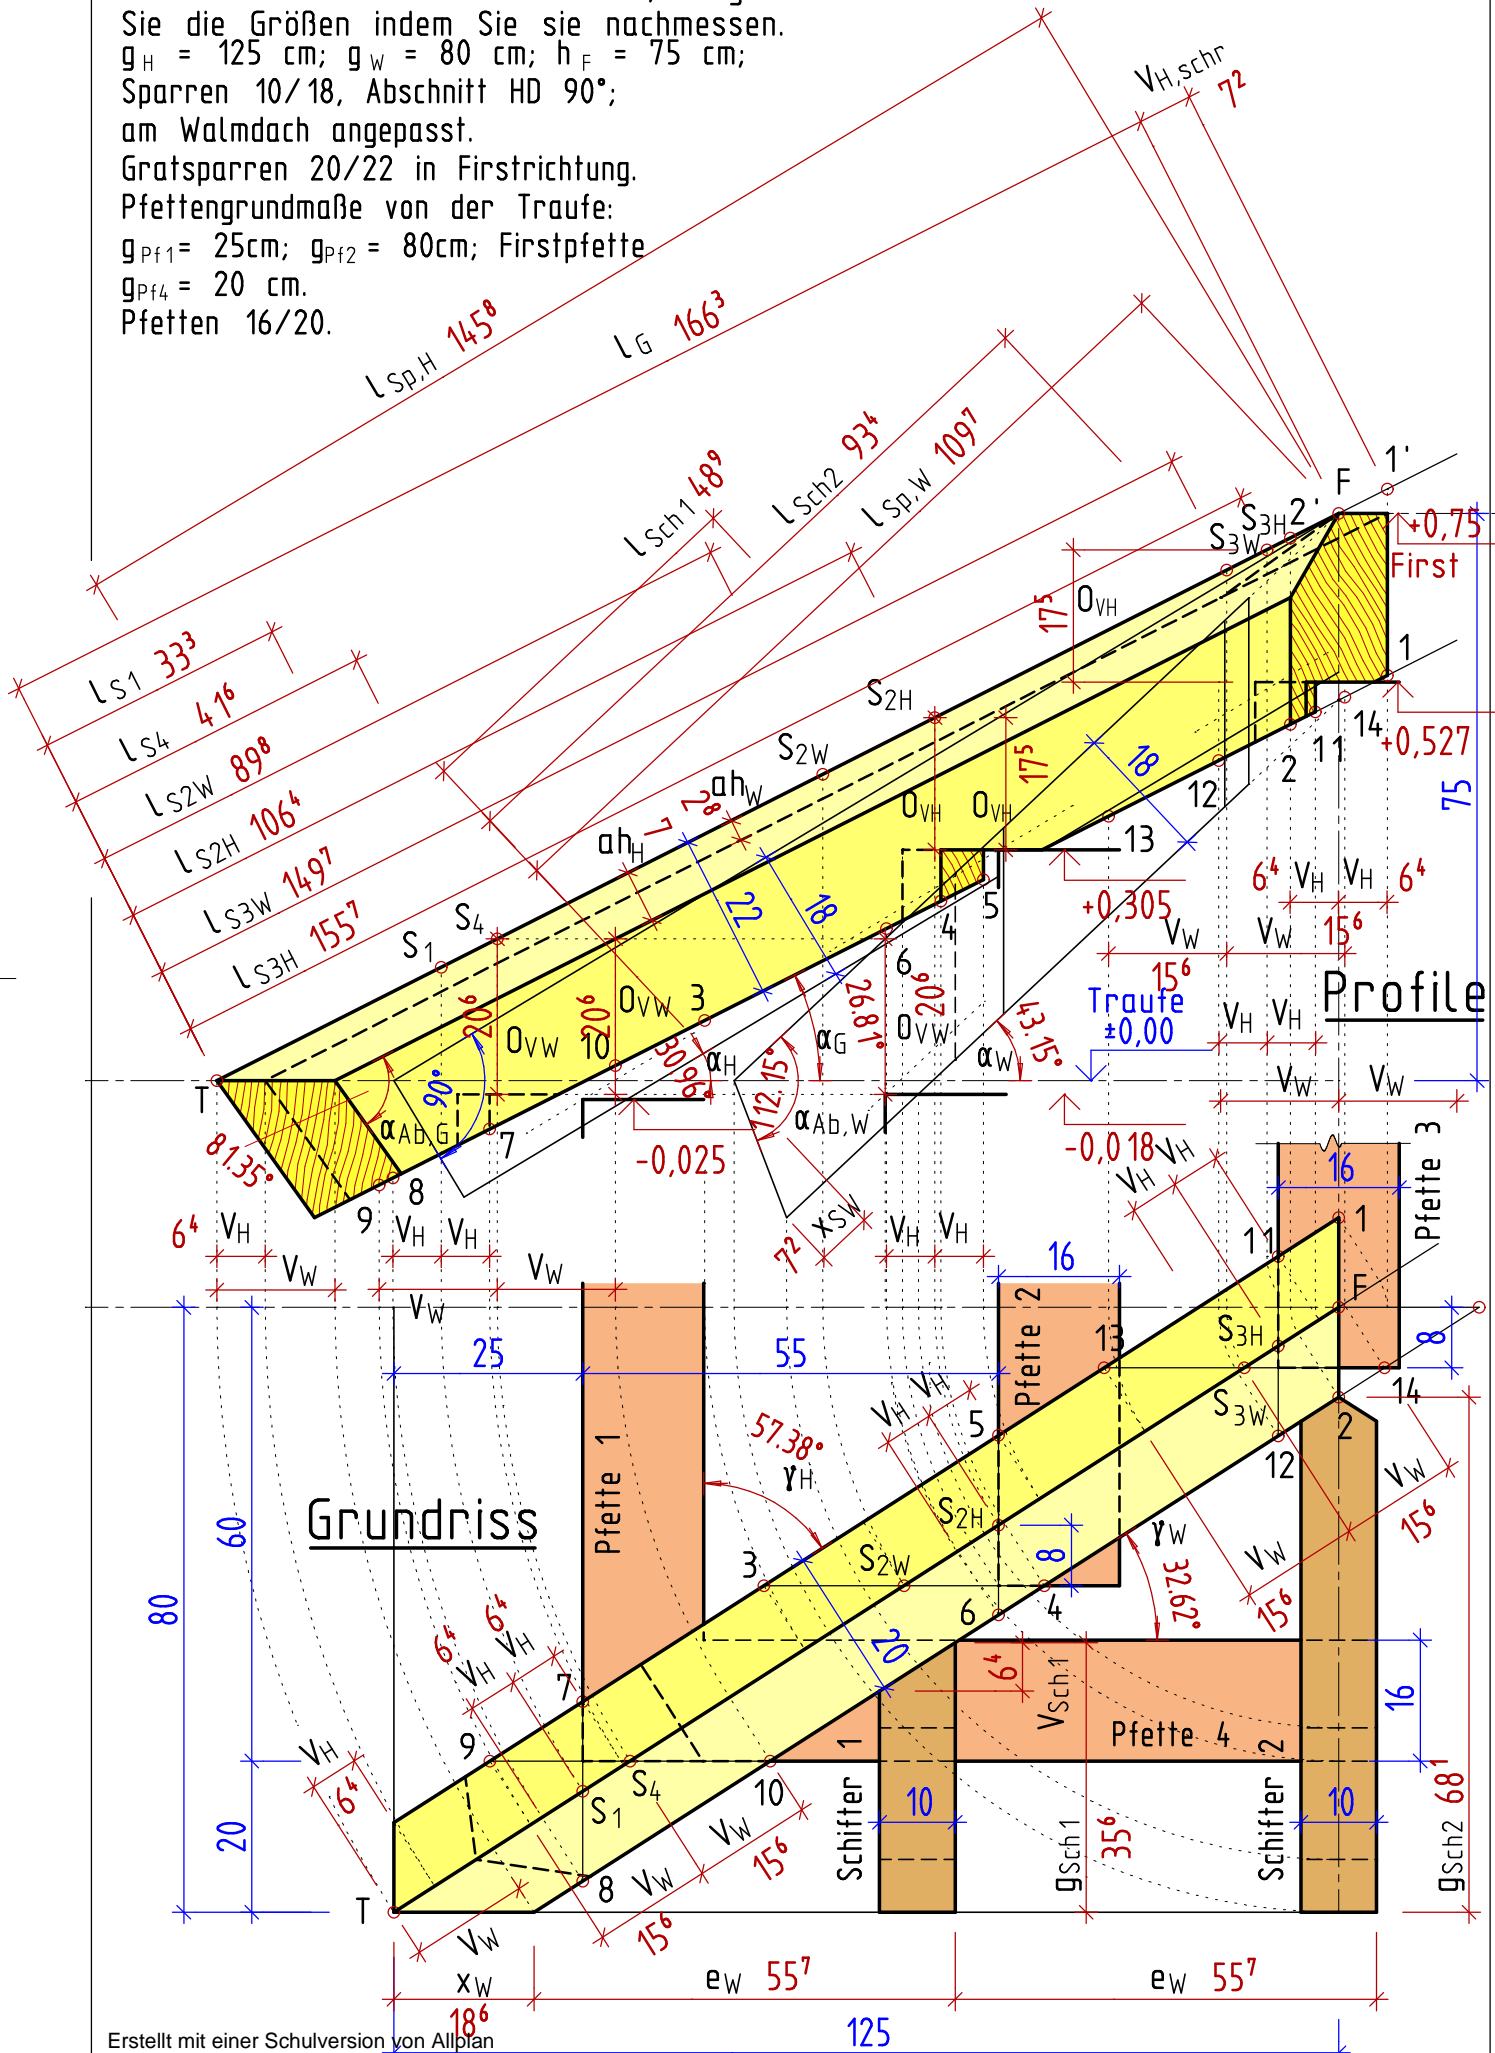 Sie die Größen indem Sie sie nachmessen.
gH = 125 cm; gW = 80 cm; hF = 75 cm;
Sparren 10/18, Abschnitt HD 90°;
am Walmdach angepasst.
Gratsparren 20/22 in Firstrichtung.
Pfettengrundmaße von der Traufe:
gPf1= 25cm; gPf2 = 80cm; Firstpfette
gPf4 = 20 cm.
Pfetten 16/20.
VH,schr 7²
lSp,H 145⁸
lG 166³
lSch1 48⁹
lSch2 93⁴
lSp,W 109⁷
lS1 33³
lS4 41⁶
lS2W 89⁸
lS2H 106⁴
lS3W 149⁷
lS3H 155⁷
F 1'
S3H 2'
S3W
+0,75
First
17⁵ OVH
1
S2H
S2W
14
+0,527
11
2
12
75
18
17⁵
OVH OVH
ahW 2⁸
ahH 7
13
22 18
S4
S1
5
4
+0,305
6⁴ VH VH 6⁴
VW VW 15⁶
15⁶
6
20⁶ OVW
20⁶ OVW 3
10
20⁶ OVW
26.81° αG
43.15° αW
30.96° αH
112.15° αAb,W
Traufe
±0,00
Profile
VH VH
VW VW
T
90°
αAb,G
81.35°
7
8
9
-0,025
-0,018
xSW
7²
6⁴ VH VH VH
VW VW
VW
VH VH
16
VH VH
16
Pfette 3
1
11
F
25 55
Pfette 2
13
S3H
8
14
S3W
2
12
VH VH
5
57.38°
γH
Pfette 1
Grundriss
60
80
S2H
S2W
3
8
6
4
γW
32.62°
VW 15⁶
VW 15⁶
20
6⁴ VH 6⁴ VH
7
9
6⁴
VSch1
16
Pfette 4
S4
S1
10
VH
6⁴
20
Schifter 1
10
Schifter 2
10
gSch1 35⁶
gSch2 68¹
VW 15⁶
VW 15⁶
8
T
VW
xW
18⁶
eW 55⁷
eW 55⁷
125
Erstellt mit einer Schulversion von Allplan